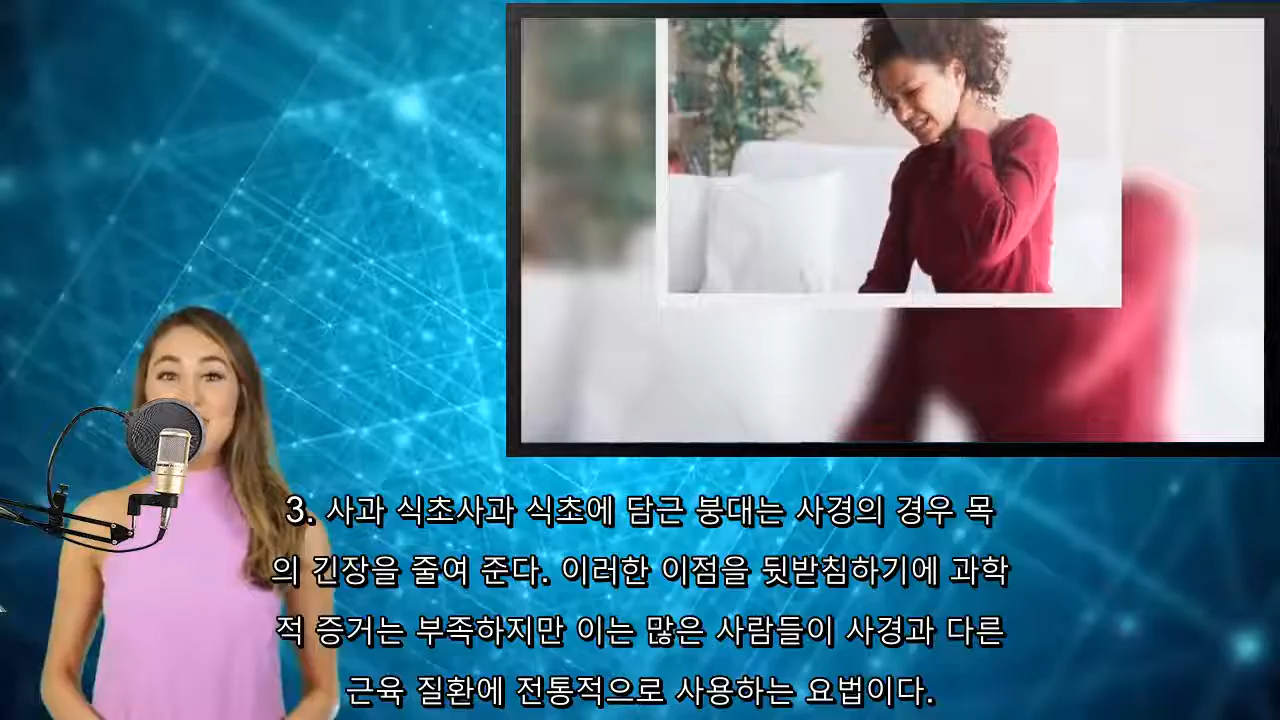 3. 사과 식초사과 식초에 담근 붕대는 사경의 경우 목
의 긴장을 줄여 준다. 이러한 이점을 뒷받침하기에 과학
적 증거는 부족하지만 이는 많은 사람들이 사경과 다른
근육 질환에 전통적으로 사용하는 요법이다.